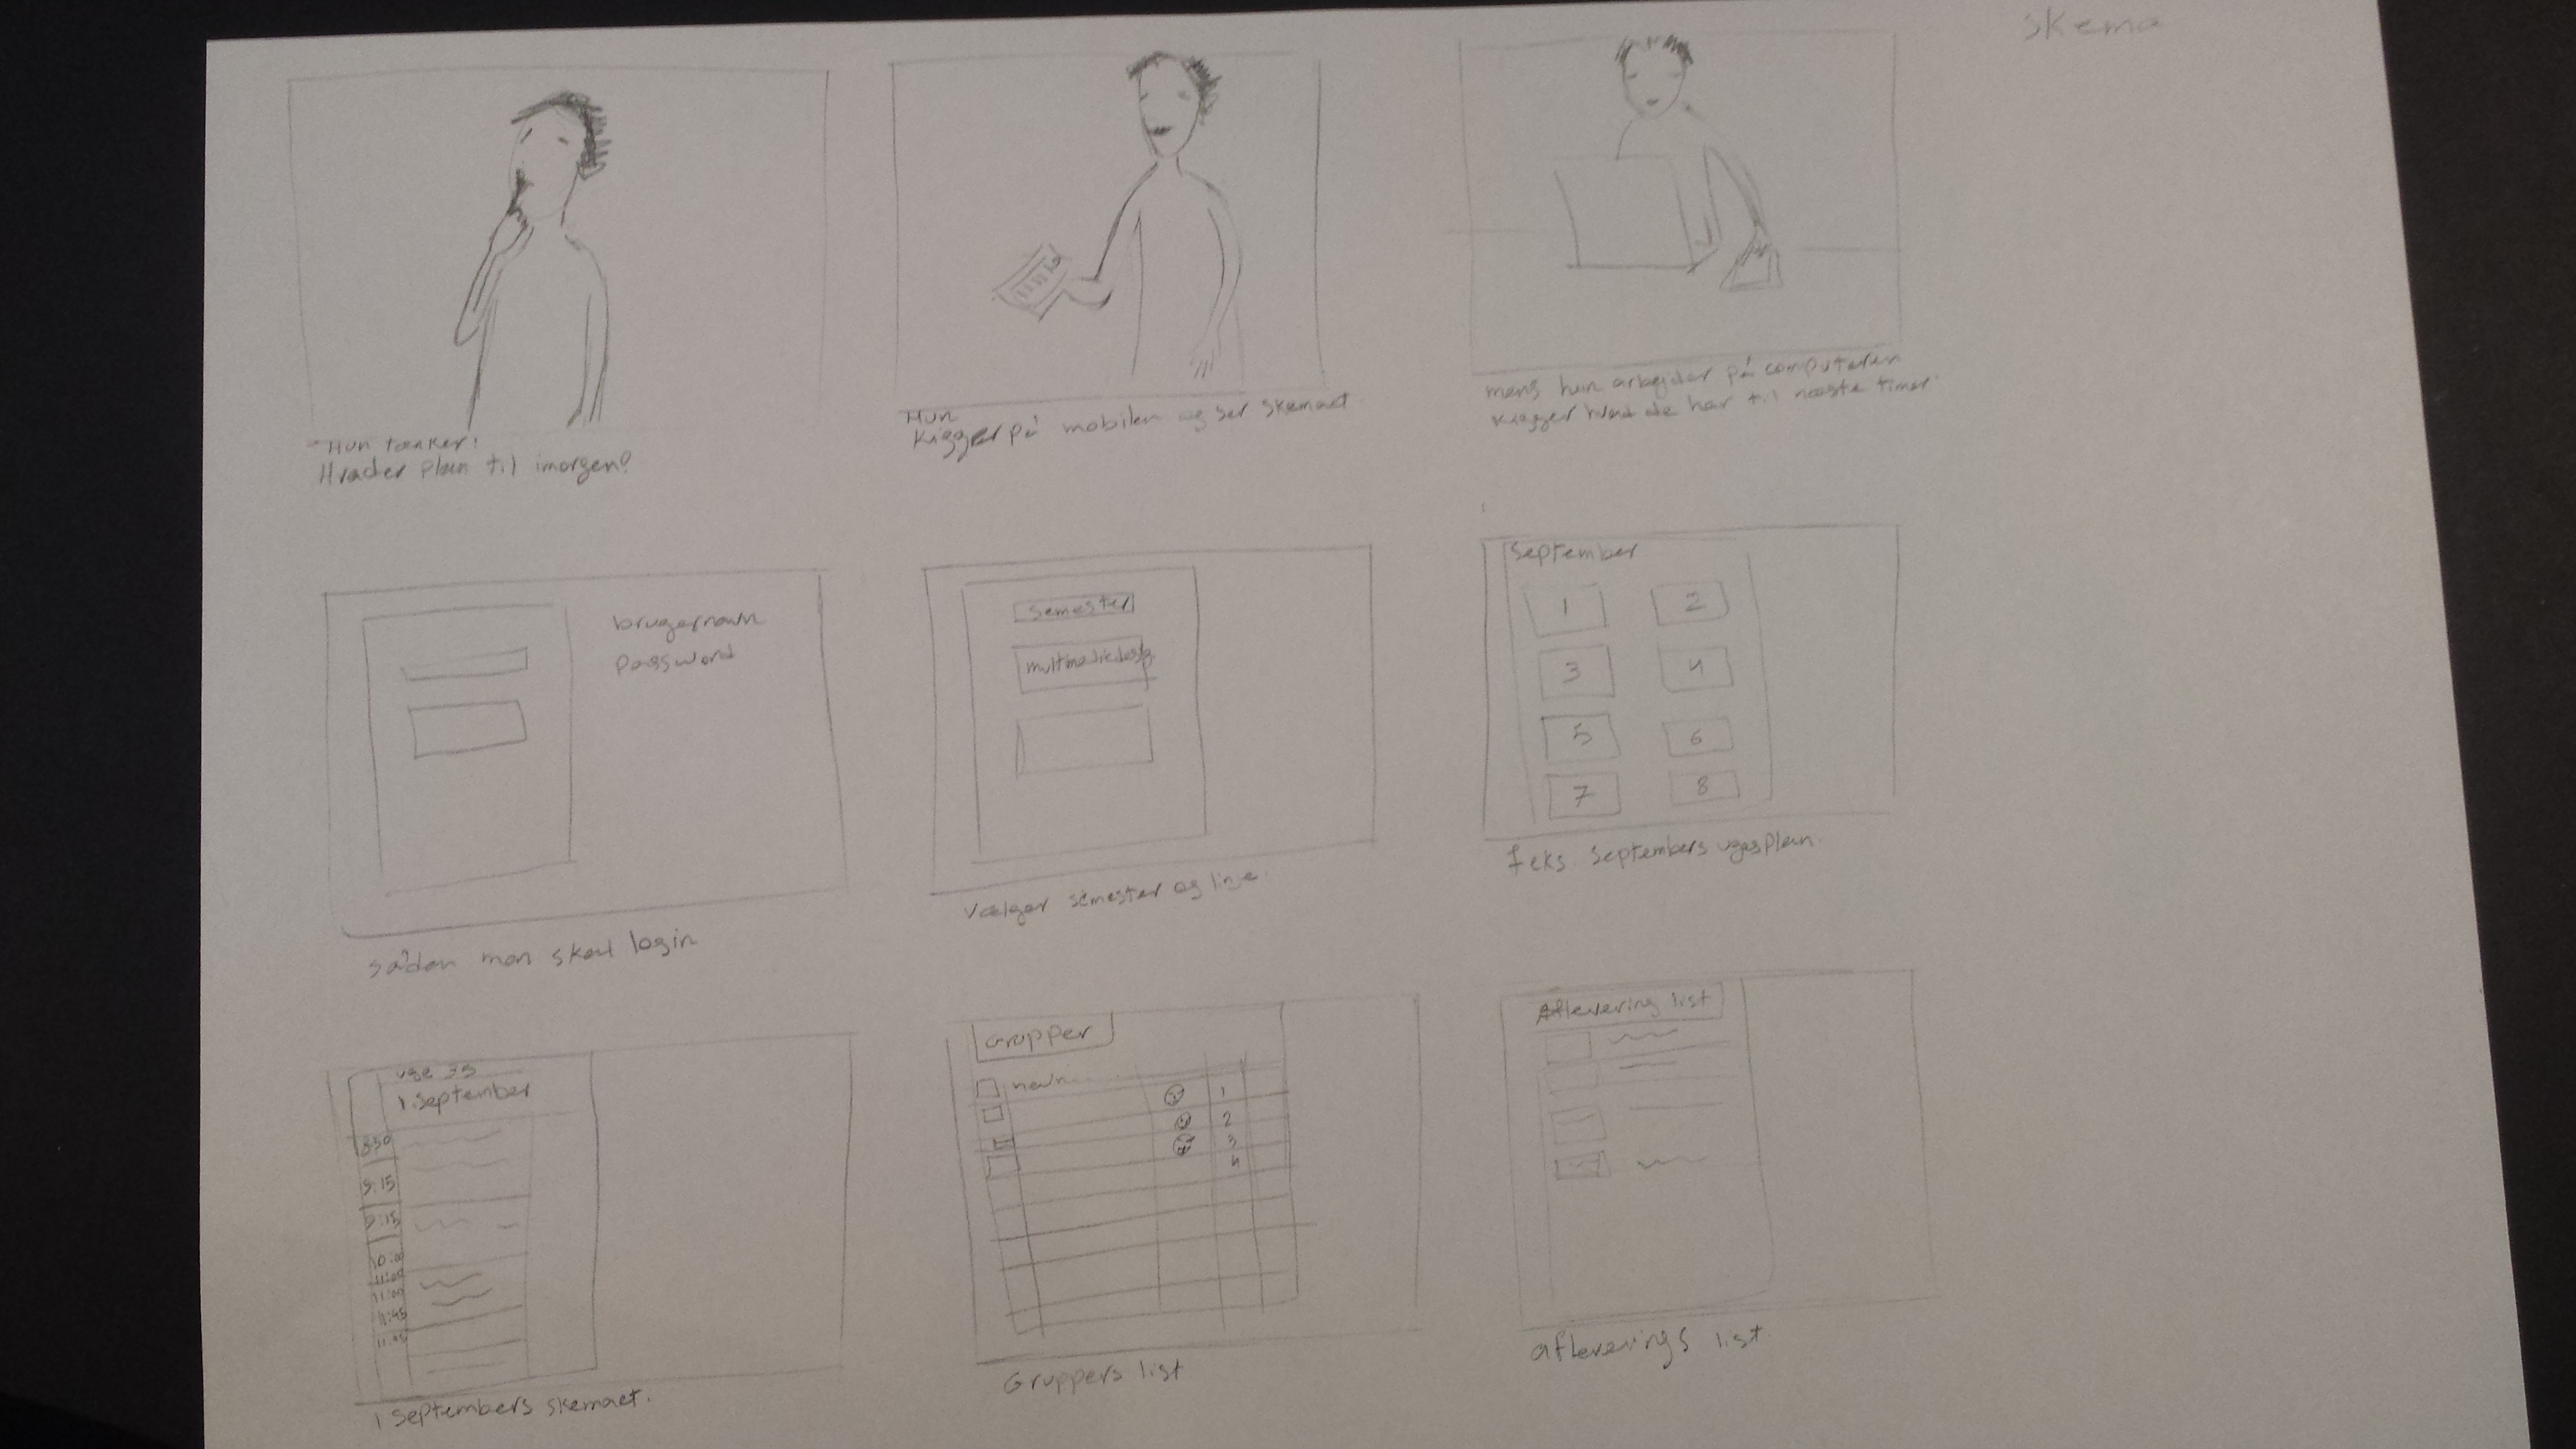 skema
Hun tænker!
Hvader plan til imorgen?
Hun
kigger på mobilen og ser skemaet
mens hun arbejder på computeren
kigger hvad de har til næste timer.
brugernavn
password
sådan man skal login
semester
multimediedesig
vælger semester og linje.
September
1 2
3 4
5 6
7 8
feks. septembers ugesplan.
uge 35
1. september
8:30
9:15
9:15
10:00
11:00
11:00
11:45
11:45
1 septembers skemaet.
Grupper
navn
1
2
3
4
Gruppers list
Aflevering list
afleverings list